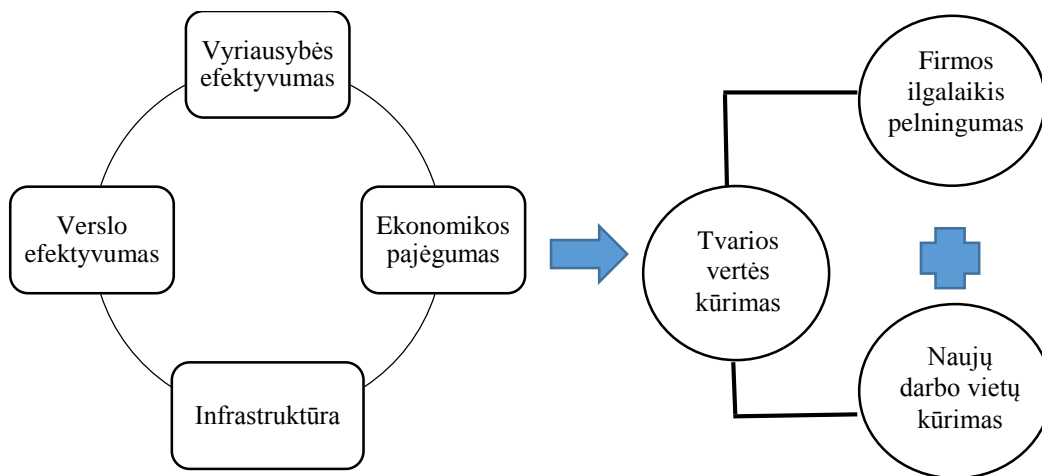 Vyriausybės
efektyvumas
Verslo
efektyvumas
Ekonomikos
pajėgumas
Infrastruktūra
Tvarios
vertės
kūrimas
Firmos
ilgalaikis
pelningumas
Naujų
darbo vietų
kūrimas